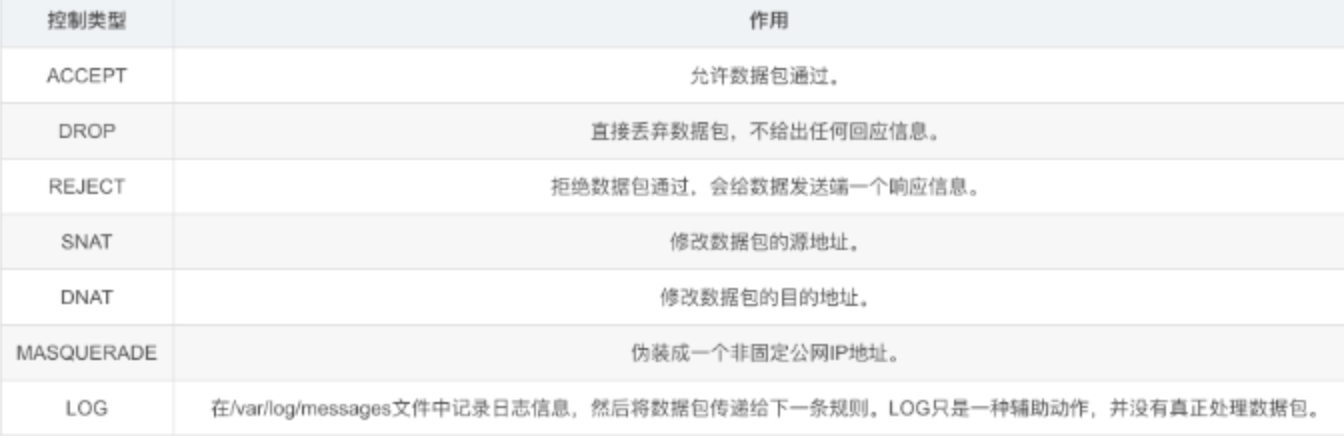 控制类型 作用
ACCEPT 允许数据包通过。
DROP 直接丢弃数据包，不给出任何回应信息。
REJECT 拒绝数据包通过，会给数据发送端一个响应信息。
SNAT 修改数据包的源地址。
DNAT 修改数据包的目的地址。
MASQUERADE 伪装成一个非固定公网IP地址。
LOG 在/var/log/messages文件中记录日志信息，然后将数据包传递给下一条规则。LOG只是一种辅助动作，并没有真正处理数据包。